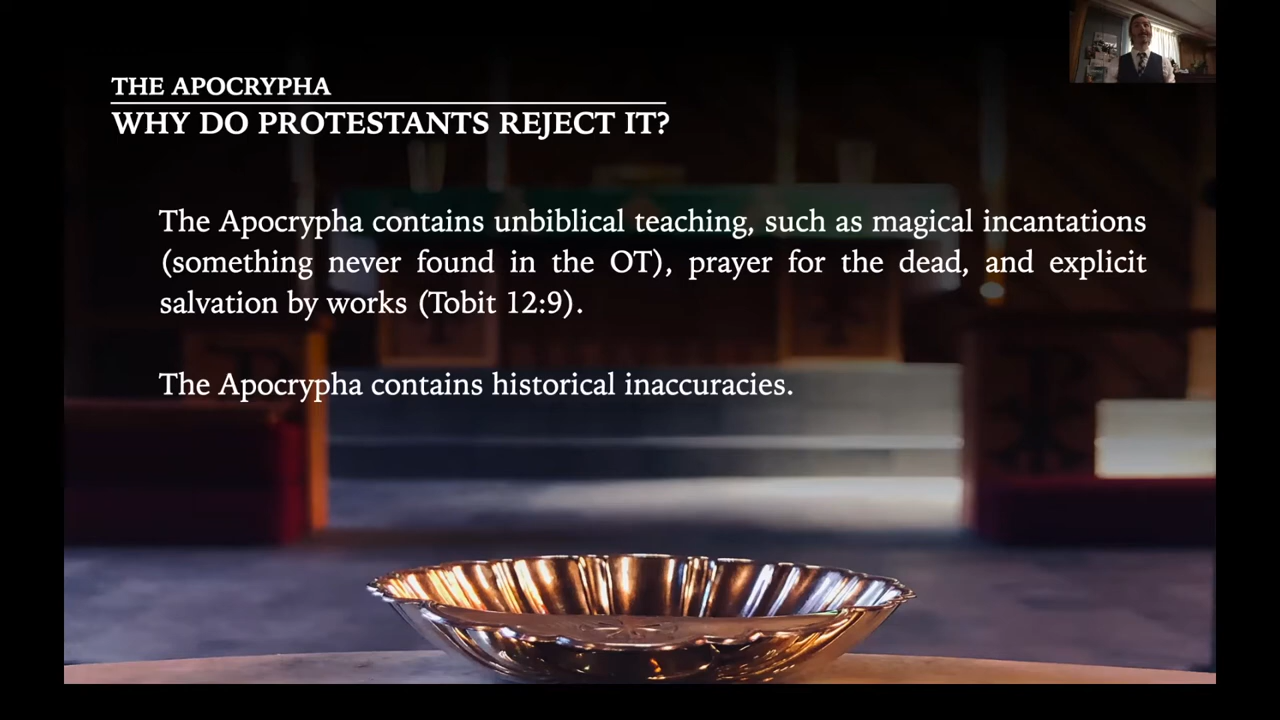 THE APOCRYPHA
WHY DO PROTESTANTS REJECT IT?
The Apocrypha contains unbiblical teaching, such as magical incantations
(something never found in the OT), prayer for the dead, and explicit
salvation by works (Tobit 12:9).
The Apocrypha contains historical inaccuracies.